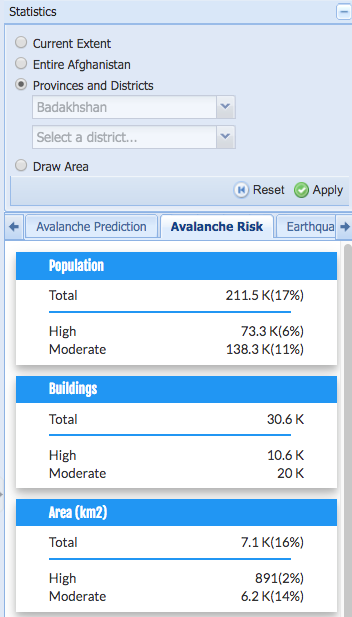 Statistics
Current Extent
Entire Afghanistan
Provinces and Districts
Badakhshan
Select a district...
Draw Area
Reset Apply
Avalanche Prediction Avalanche Risk Earthqua
Population
Total 211.5 K(17%)
High 73.3 K(6%)
Moderate 138.3 K(11%)
Buildings
Total 30.6 K
High 10.6 K
Moderate 20 K
Area (km2)
Total 7.1 K(16%)
High 891(2%)
Moderate 6.2 K(14%)